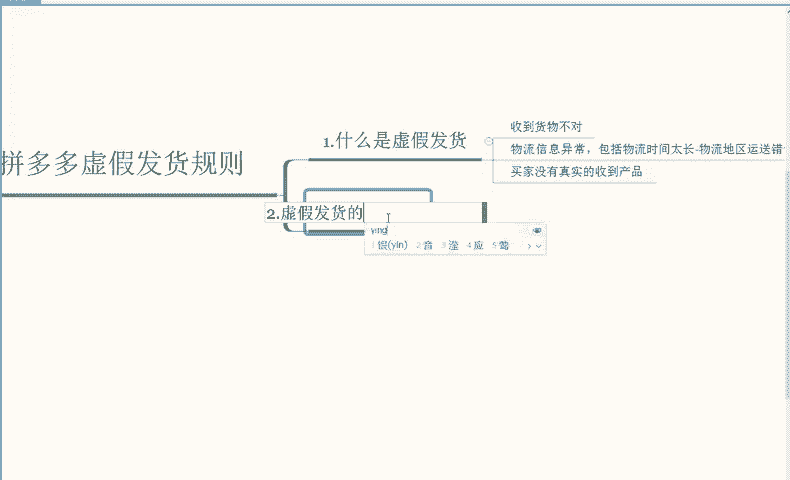 拼多多虚假发货规则
1.什么是虚假发货
收到货物不对
物流信息异常，包括物流时间太长-物流地区运送错
买家没有真实的收到产品
2.虚假发货的
ying
1 银(yin) 2 音 3 滢 4 应 5 莺